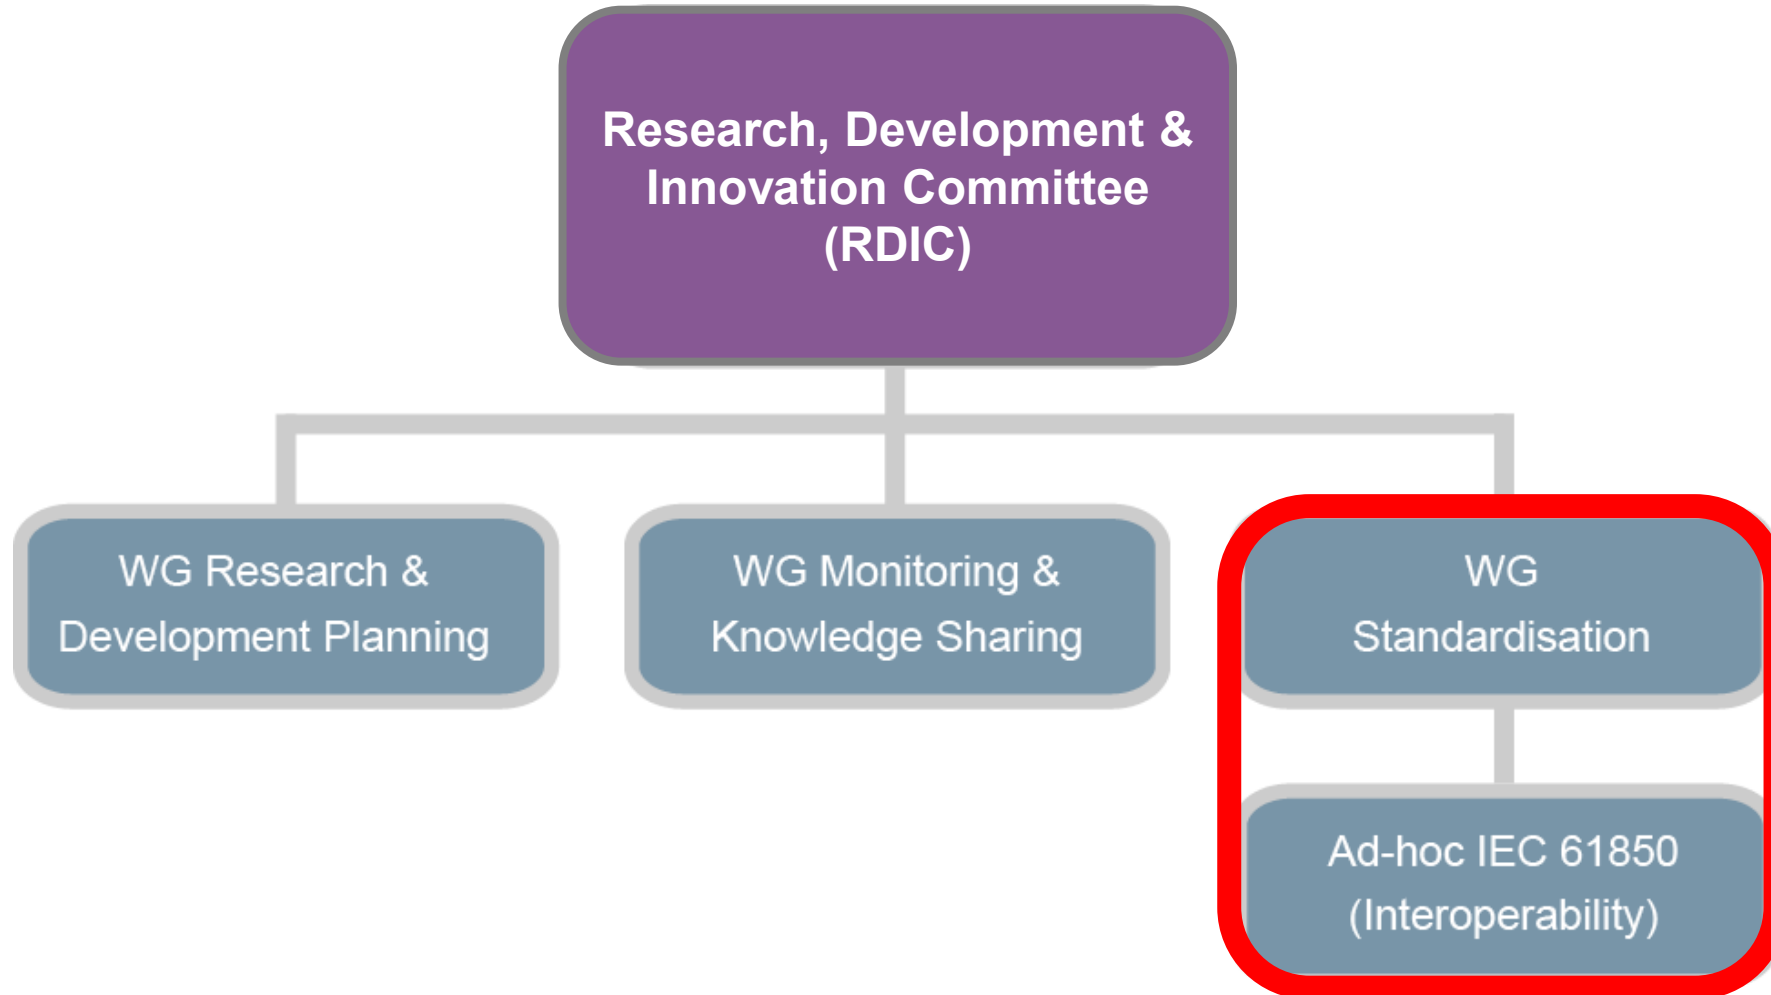 Research, Development &
Innovation Committee
(RDIC)
WG Research &
Development Planning
WG Monitoring &
Knowledge Sharing
WG
Standardisation
Ad-hoc IEC 61850
(Interoperability)